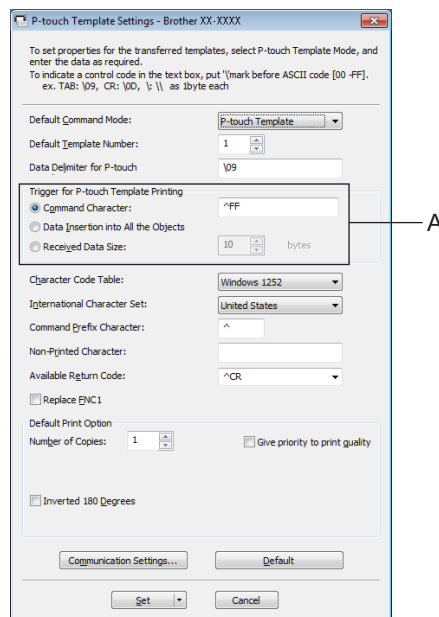 P-touch Template Settings - Brother XX-XXXX
To set properties for the transferred templates, select P-touch Template Mode, and
enter the data as required.
To indicate a control code in the text box, put '\'mark before ASCII code [00 -FF].
ex. TAB: \09, CR: \0D, \; \\ as 1byte
each
Default Command Mode: P-touch Template
Default Template Number: 1
Data Delimiter for P-touch \09
Trigger for P-touch Template Printing
Command Character: ^FF
Data Insertion into All the Objects
Received Data Size: 10 bytes
A
Character Code Table: Windows 1252
International Character Set: United States
Command Prefix Character: ^
Non-Printed Character:
Available Return Code: ^CR
Replace FNC1
Default Print Option
Number of Copies: 1 Give priority to print quality
Inverted 180 Degrees
Communication Settings... Default
Set Cancel